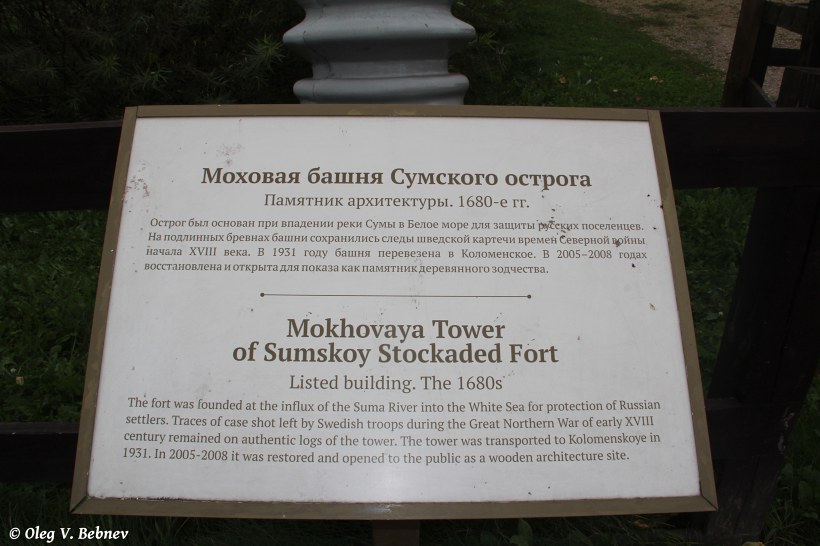 Моховая башня Сумского острога
Памятник архитектуры. 1680-е гг.
Острог был основан при впадении реки Сумы в Белое море для защиты русских поселенцев.
На подлинных бревнах башни сохранились следы шведской картечи времен Северной войны
начала XVIII века. В 1931 году башня перевезена в Коломенское. В 2005–2008 годах
восстановлена и открыта для показа как памятник деревянного зодчества.
Mokhovaya Tower
of Sumskoy Stockaded Fort
Listed building. The 1680s
The fort was founded at the influx of the Suma River into the White Sea for protection of Russian
settlers. Traces of case shot left by Swedish troops during the Great Northern War of early XVIII
century remained on authentic logs of the tower. The tower was transported to Kolomenskoye in
1931. In 2005-2008 it was restored and opened to the public as a wooden architecture site.
© Oleg V. Bebnev